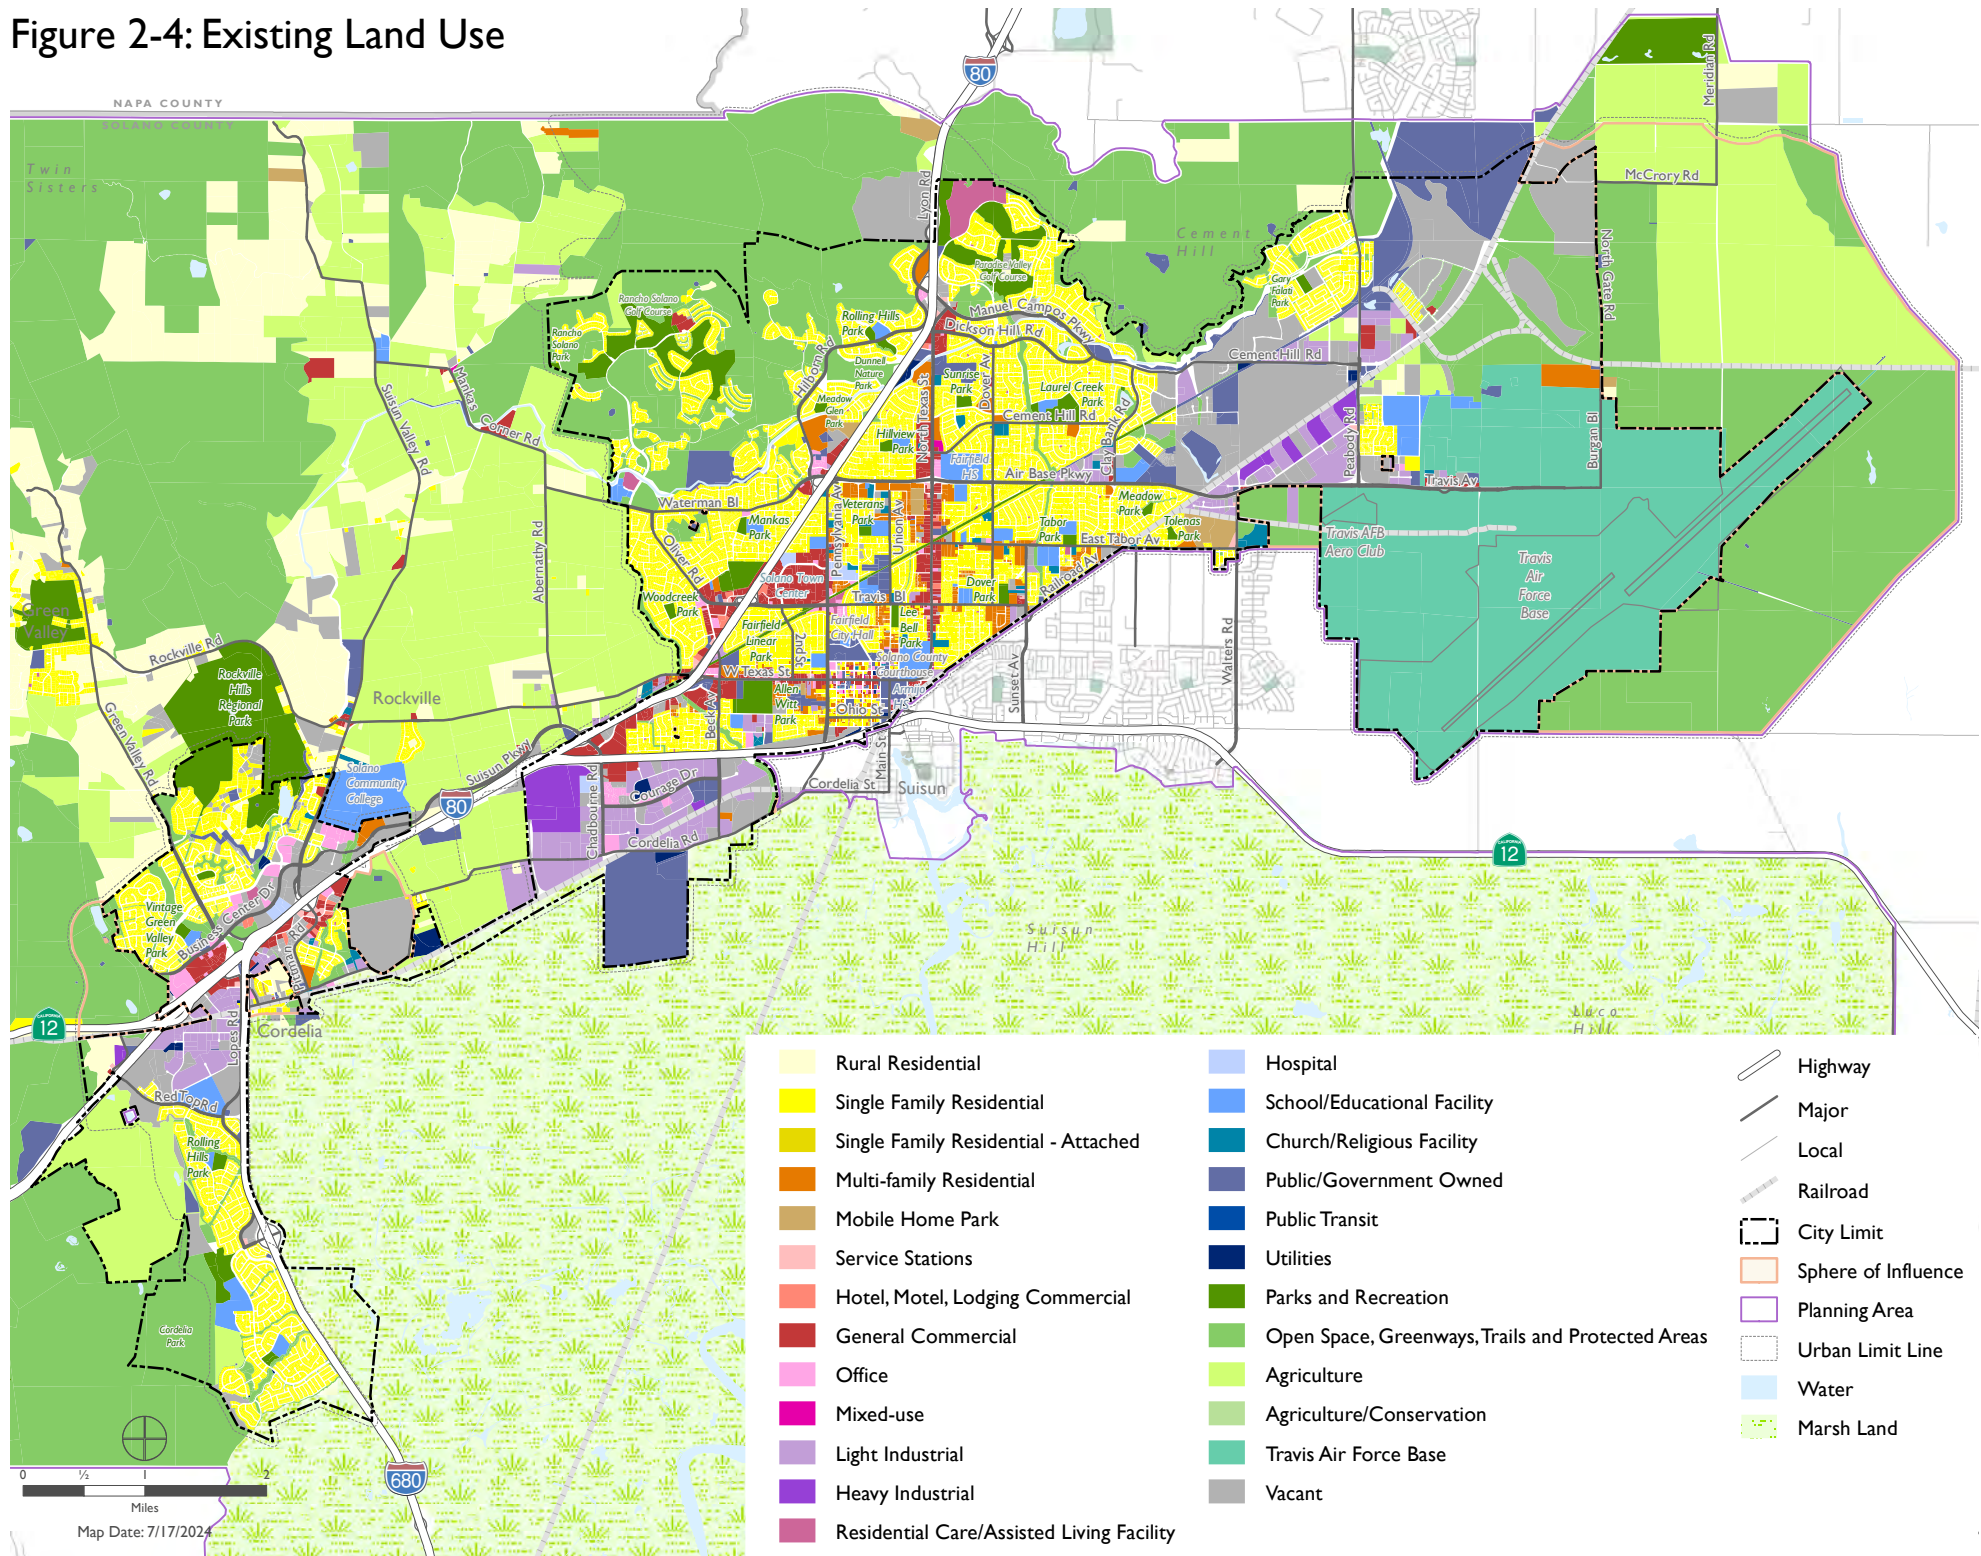 Figure 2-4: Existing Land Use
NAPA COUNTY
SOLANO COUNTY
80
Meridian Rd
Twin
Sisters
Lyon Rd
McCrory Rd
Cement
Hill
North Gate Rd
Paradise Valley
Golf Course
Gary
Falati
Park
Rancho Solano
Golf Course
Rancho
Solano
Park
Rolling Hills
Park
Manuel Campos Pkwy
Dickson Hill Rd
Hilborn Rd
Dunnell
Nature
Park
Cement Hill Rd
Suisun Valley Rd
Mankas Corner Rd
Sunrise
Park
Dover Av
Laurel Creek
Park
Meadow
Glen
Park
North Texas St
Cement Hill Rd
Clay Bank Rd
Peabody Rd
Burgan Bl
Hillview
Park
Fairfield
HS
Air Base Pkwy
Travis Av
Waterman Bl
Mankas
Park
Pennsylvania Av
Veterans
Park
Union Av
Meadow
Park
Tabor
Park
Tolenas
Park
East Tabor Av
Travis AFB
Aero Club
Travis
Air
Force
Base
Abernathy Rd
Oliver Rd
Solano Town
Center
Travis Bl
Dover
Park
Railroad Av
Woodcreek
Park
Green
Valley
Rockville Rd
Fairfield
Linear
Park
2nd St
Fairfield
City Hall
Lee
Bell
Park
Walters Rd
Sunset Av
Solano County
Courthouse
W Texas St
Rockville
Hills
Regional
Park
Rockville
Beck Av
Allen
Witt
Park
Armijo
HS
Ohio St
Green Valley Rd
Suisun Pkwy
Main St
Solano
Community
College
80
Chadbourne Rd
Courage Dr
Cordelia St
Suisun
Cordelia Rd
12
Vintage
Green
Valley
Park
Business Center Dr
Pittman Rd
Suisun
Hill
Luco
Hill
12
Cordelia
Lopes Rd
Red Top Rd
Rolling
Hills
Park
Cordelia
Park
680
0 ½ 1 2
Miles
Map Date: 7/17/2024
Rural Residential
Single Family Residential
Single Family Residential - Attached
Multi-family Residential
Mobile Home Park
Service Stations
Hotel, Motel, Lodging Commercial
General Commercial
Office
Mixed-use
Light Industrial
Heavy Industrial
Residential Care/Assisted Living Facility
Hospital
School/Educational Facility
Church/Religious Facility
Public/Government Owned
Public Transit
Utilities
Parks and Recreation
Open Space, Greenways, Trails and Protected Areas
Agriculture
Agriculture/Conservation
Travis Air Force Base
Vacant
Highway
Major
Local
Railroad
City Limit
Sphere of Influence
Planning Area
Urban Limit Line
Water
Marsh Land